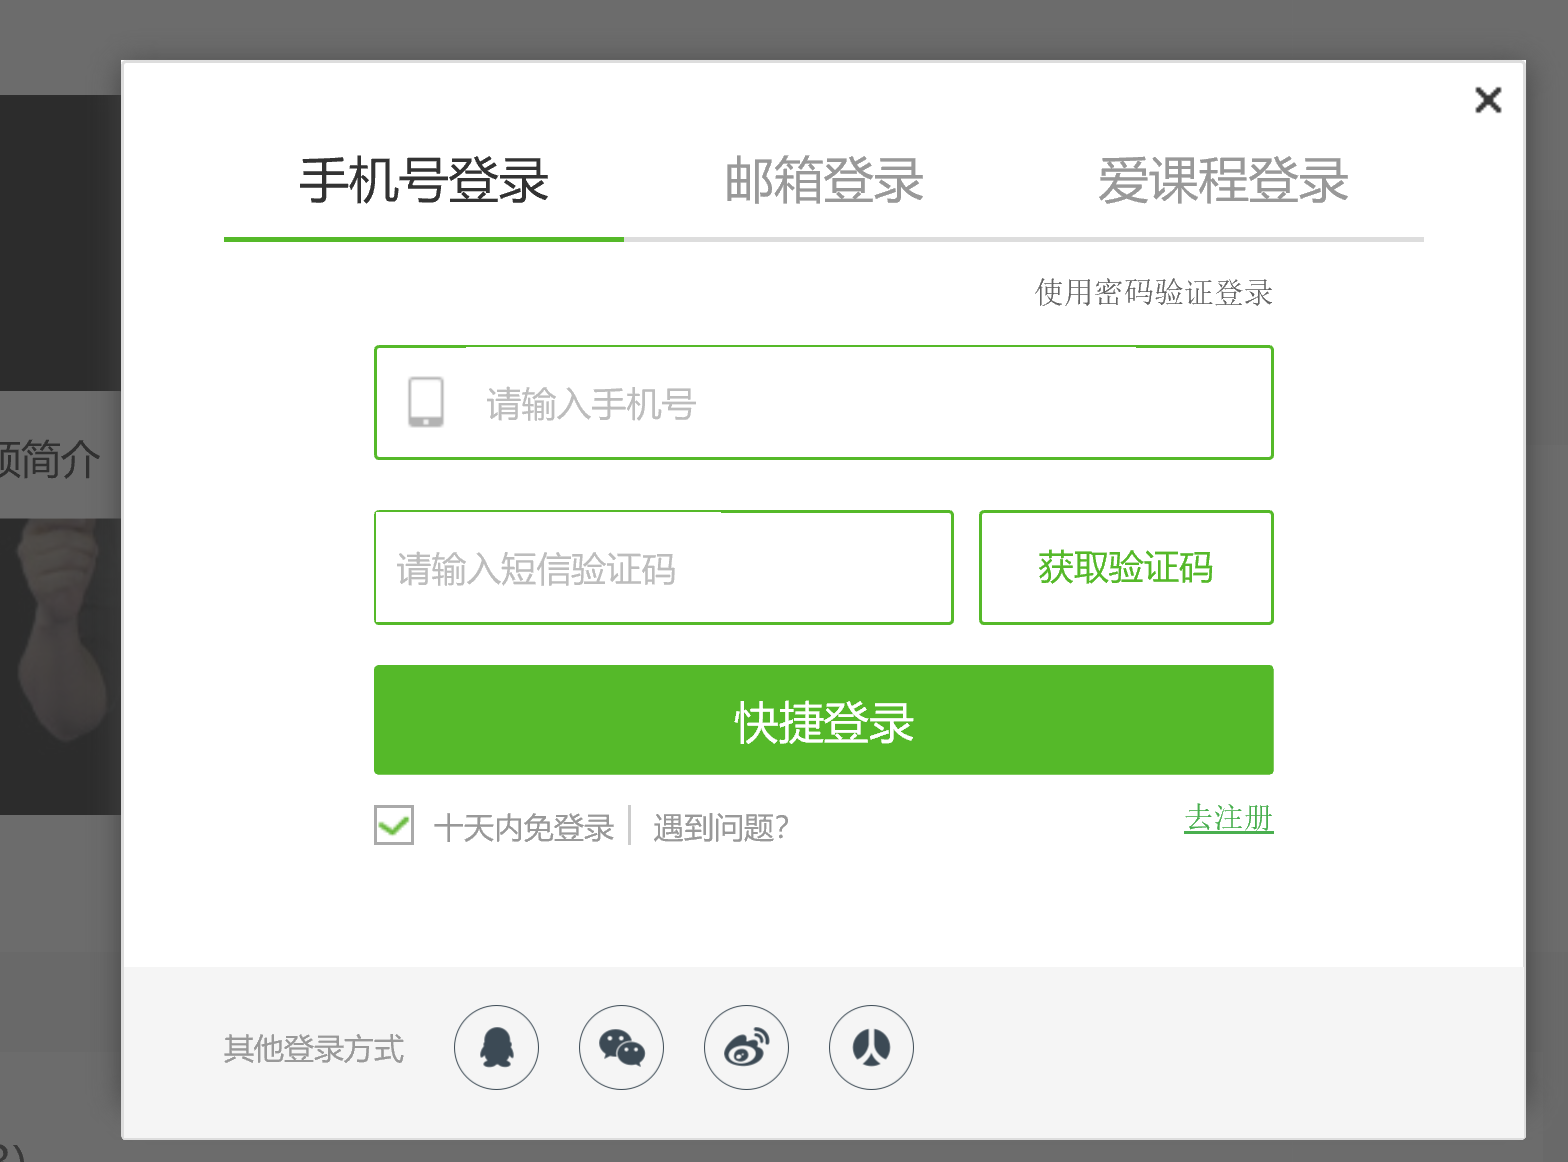 手机号登录 邮箱登录 爱课程登录
使用密码验证登录
请输入手机号
简介
请输入短信验证码 获取验证码
快捷登录
十天内免登录 遇到问题?
去注册
其他登录方式